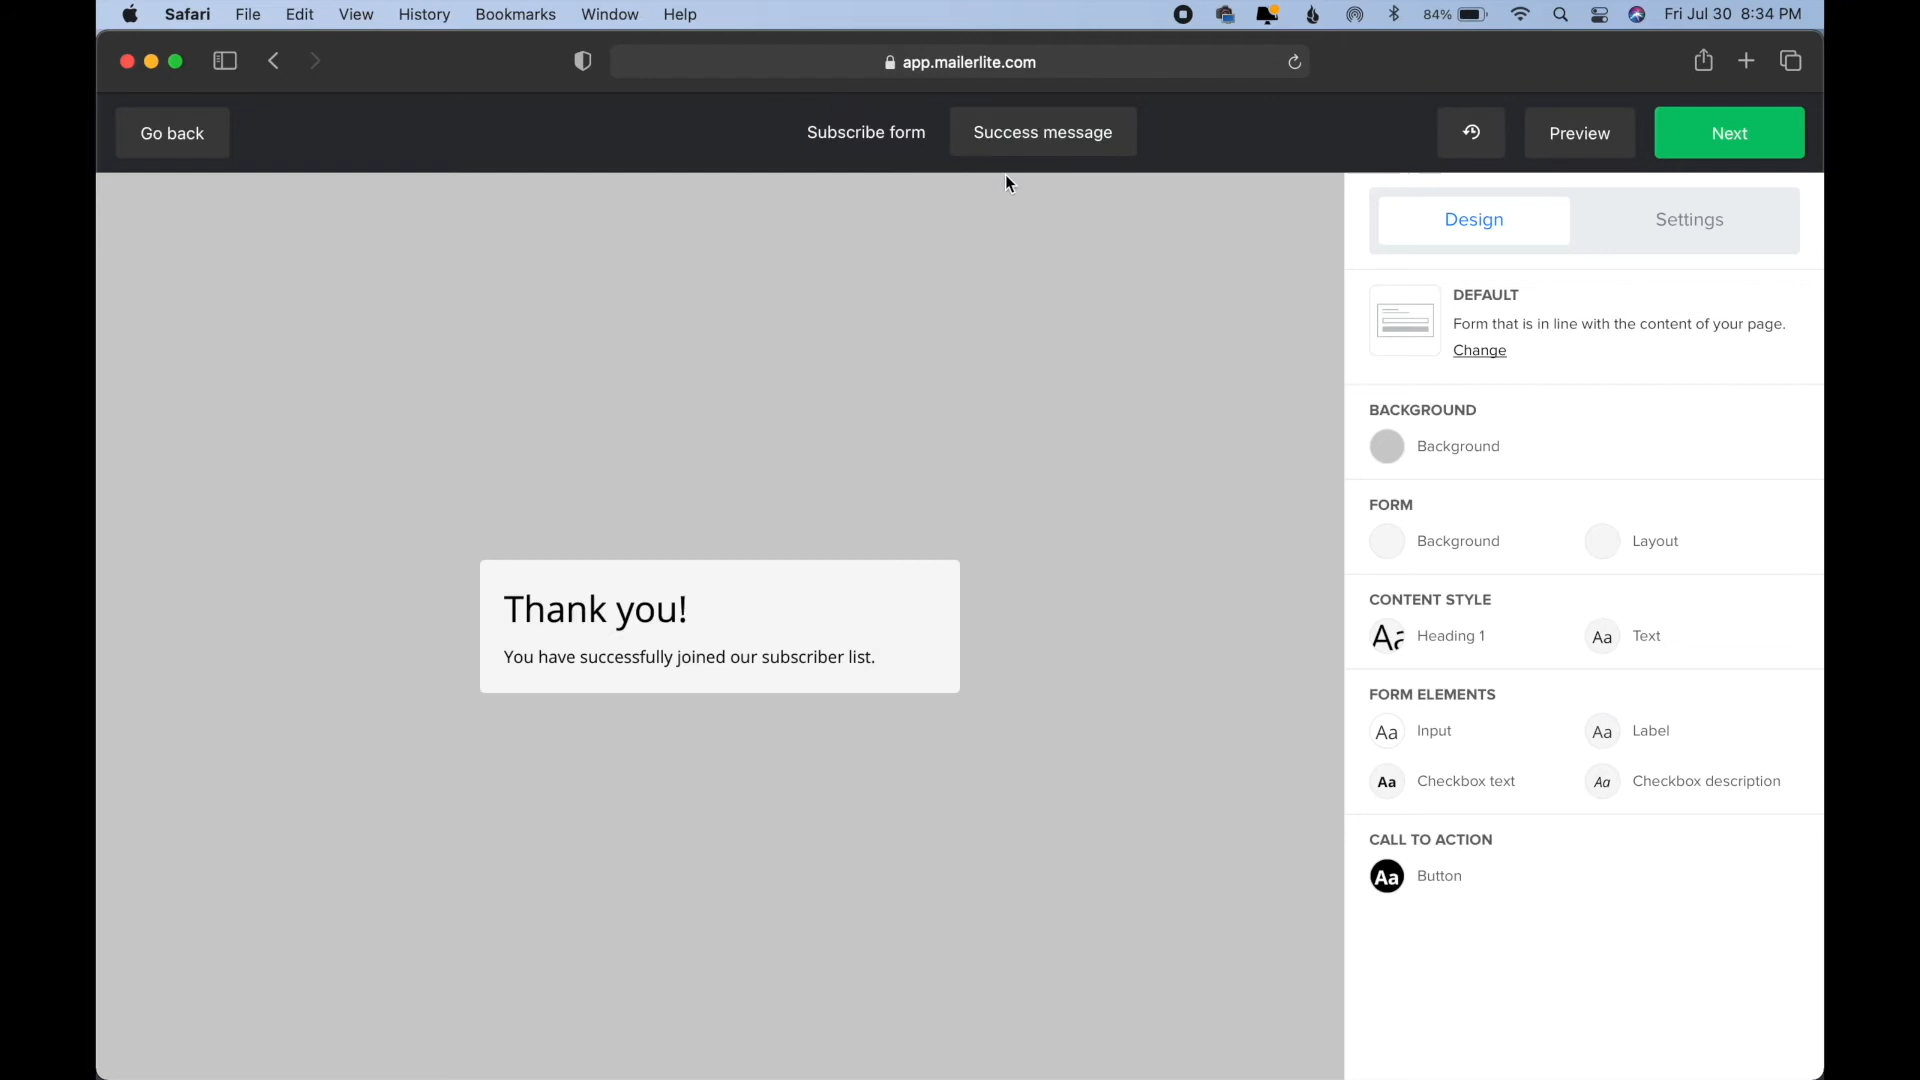 Safari File Edit View History Bookmarks Window Help 84% Fri Jul 30 8:34 PM
app.mailerlite.com
Go back Subscribe form Success message Preview Next
Design Settings
DEFAULT
Form that is in line with the content of your page.
Change
BACKGROUND
Background
FORM
Background Layout
Thank you!
You have successfully joined our subscriber list.
CONTENT STYLE
Aa Heading 1 Aa Text
FORM ELEMENTS
Aa Input Aa Label
Aa Checkbox text Aa Checkbox description
CALL TO ACTION
Aa Button